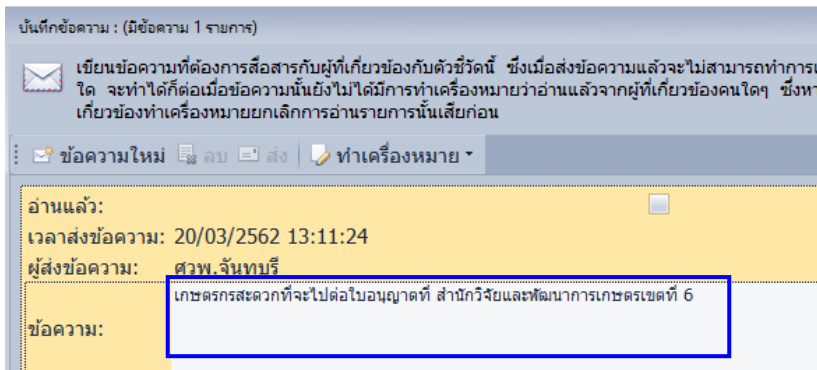 บันทึกข้อความ : (มีข้อความ 1 รายการ)
เขียนข้อความที่ต้องการสื่อสารกับผู้ที่เกี่ยวข้องกับตัวชี้วัดนี้ ซึ่งเมื่อส่งข้อความแล้วจะไม่สามารถทำการ
ใด จะทำได้ก็ต่อเมื่อข้อความนั้นยังไม่ได้มีการทำเครื่องหมายว่าอ่านแล้วจากผู้ที่เกี่ยวข้องคนใดๆ ซึ่งหา
เกี่ยวข้องทำเครื่องหมายยกเลิกการอ่านรายการนั้นเสียก่อน
ข้อความใหม่ ลบ ส่ง ทำเครื่องหมาย
อ่านแล้ว:
เวลาส่งข้อความ: 20/03/2562 13:11:24
ผู้ส่งข้อความ: ศวพ.จันทบุรี
ข้อความ: เกษตรกรสะดวกที่จะไปต่อใบอนุญาตที่ สำนักวิจัยและพัฒนาการเกษตรเขตที่ 6